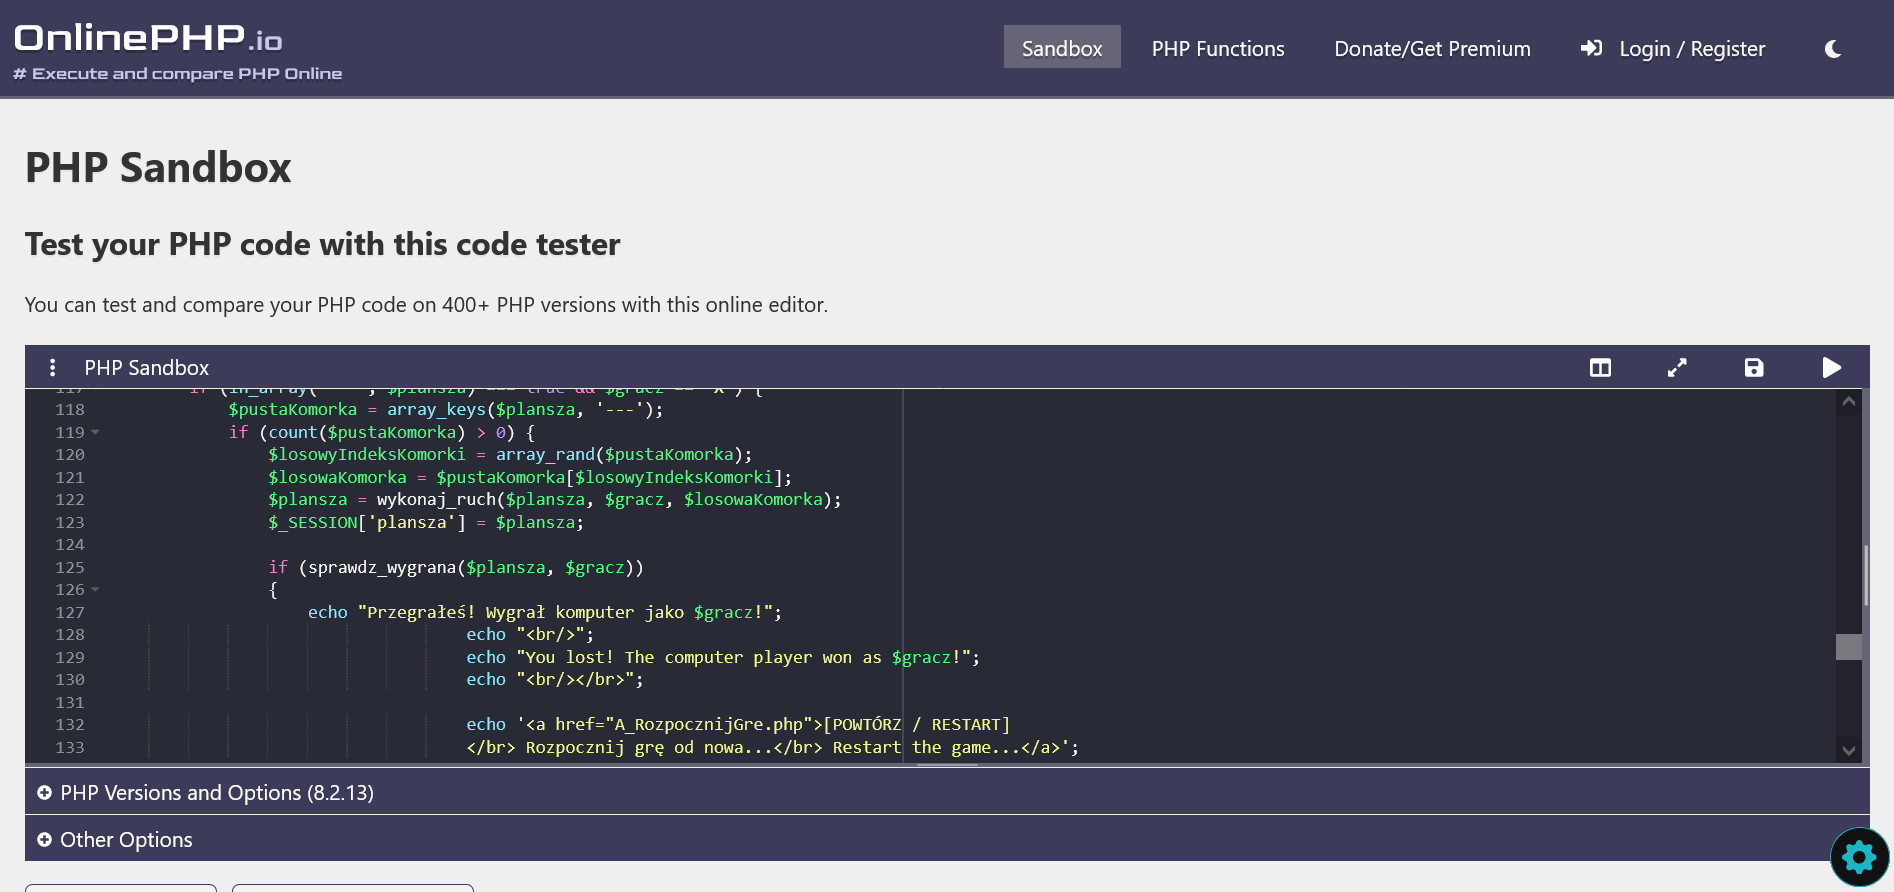 OnlinePHP.io
# Execute and compare PHP Online
Sandbox
PHP Functions
Donate/Get Premium
Login / Register
PHP Sandbox
Test your PHP code with this code tester
You can test and compare your PHP code on 400+ PHP versions with this online editor.
PHP Sandbox
118 $pustaKomorka = array_keys($plansza, '---');
119 if (count($pustaKomorka) > 0) {
120 $losowyIndeksKomorki = array_rand($pustaKomorka);
121 $losowaKomorka = $pustaKomorka[$losowyIndeksKomorki];
122 $plansza = wykonaj_ruch($plansza, $gracz, $losowaKomorka);
123 $_SESSION['plansza'] = $plansza;
124
125 if (sprawdz_wygrana($plansza, $gracz))
126 {
127 echo "Przegrałeś! Wygrał komputer jako $gracz!";
128 echo "<br/>";
129 echo "You lost! The computer player won as $gracz!";
130 echo "<br/></br>";
131
132 echo '<a href="A_RozpocznijGre.php">[POWTÓRZ / RESTART]
133 </br> Rozpocznij grę od nowa...</br> Restart the game...</a>';
PHP Versions and Options (8.2.13)
Other Options